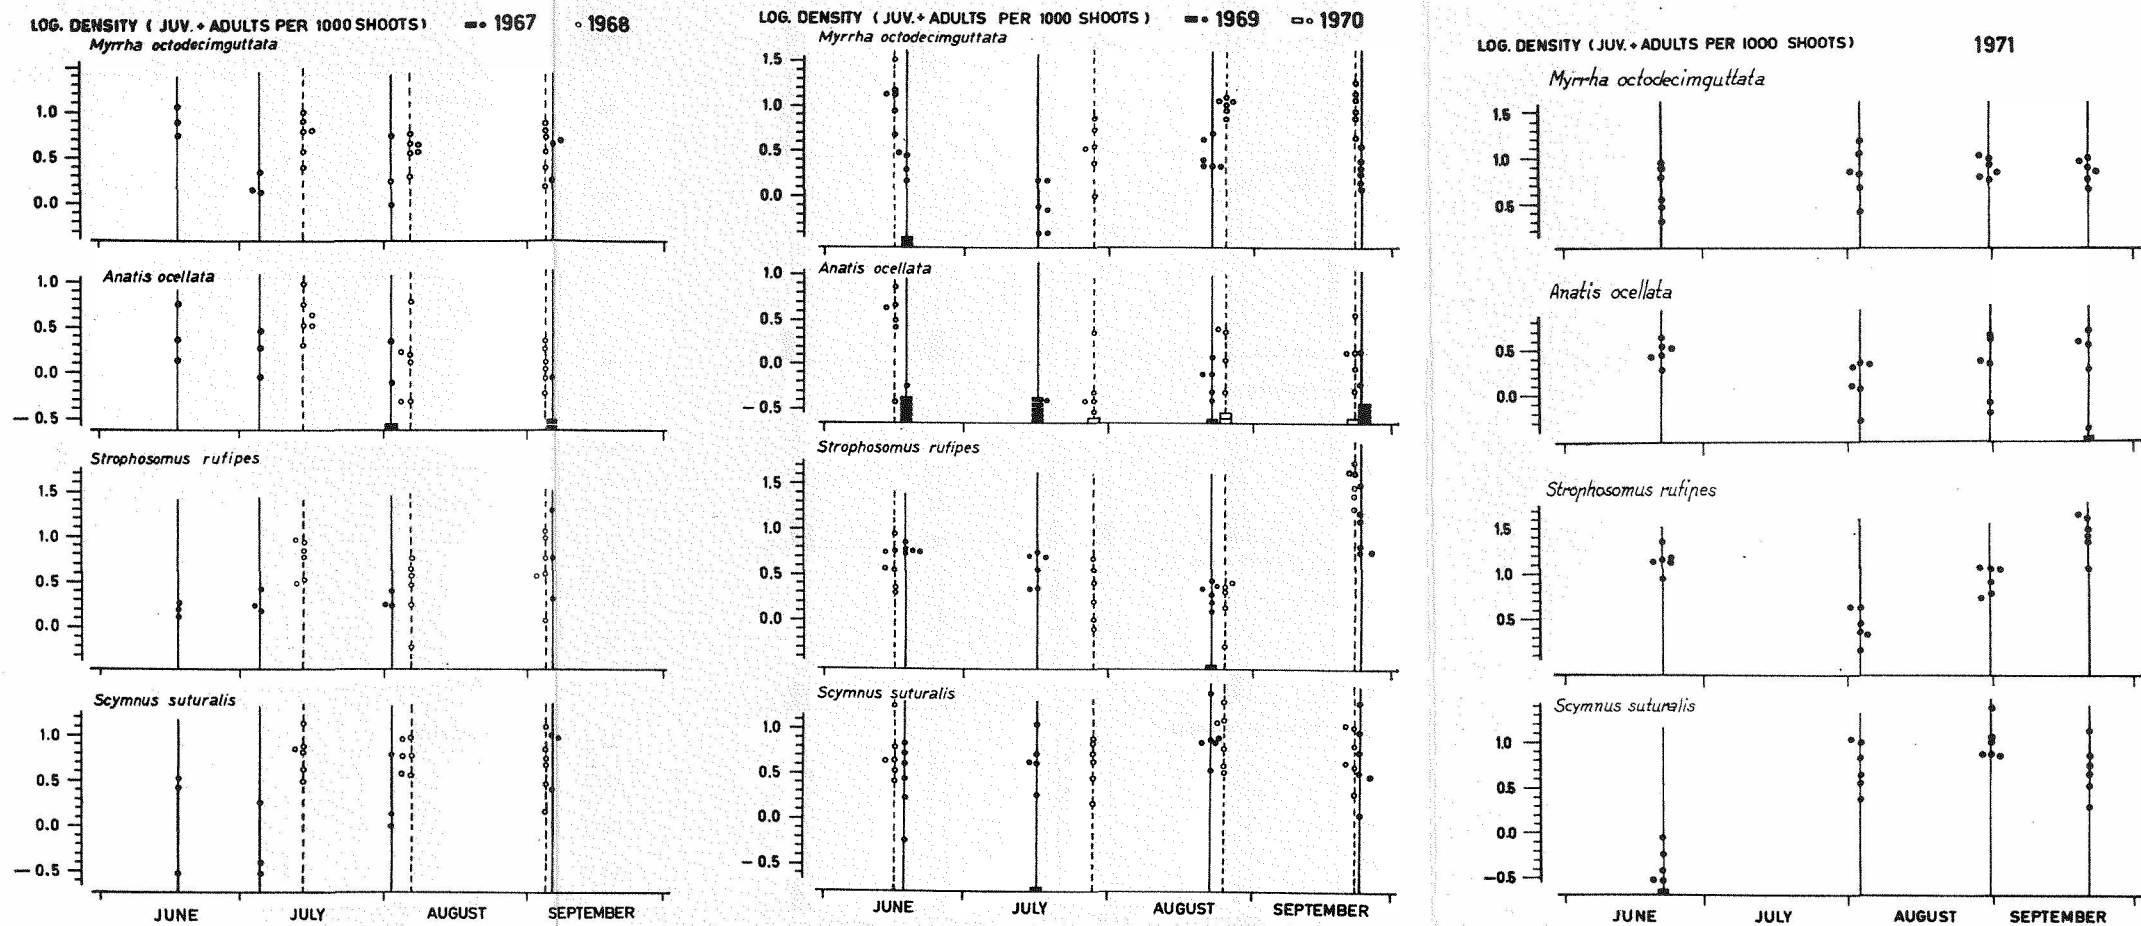 LOG. DENSITY ( JUV.+ ADULTS PER 1000 SHOOTS ) 1967 1968
Myrrha octodecimguttata
1.0
0.5
0.0
Anatis ocellata
1.0
0.5
0.0
— 0.5
Strophosomus rufipes
1.5
1.0
0.5
0.0
Scymnus suturalis
1.0
0.5
0.0
— 0.5
JUNE JULY AUGUST SEPTEMBER
LOG. DENSITY ( JUV.+ ADULTS PER 1000 SHOOTS ) 1969 1970
Myrrha octodecimguttata
1.5
1.0
0.5
0.0
Anatis ocellata
1.0
0.5
0.0
— 0.5
Strophosomus rufipes
1.5
1.0
0.5
0.0
Scymnus suturalis
1.0
0.5
0.0
— 0.5
JUNE JULY AUGUST SEPTEMBER
LOG. DENSITY ( JUV.+ ADULTS PER 1000 SHOOTS ) 1971
Myrrha octodecimguttata
1.5
1.0
0.5
Anatis ocellata
0.5
0.0
Strophosomus rufipes
1.5
1.0
0.5
Scymnus suturalis
1.0
0.5
0.0
—0.5
JUNE JULY AUGUST SEPTEMBER